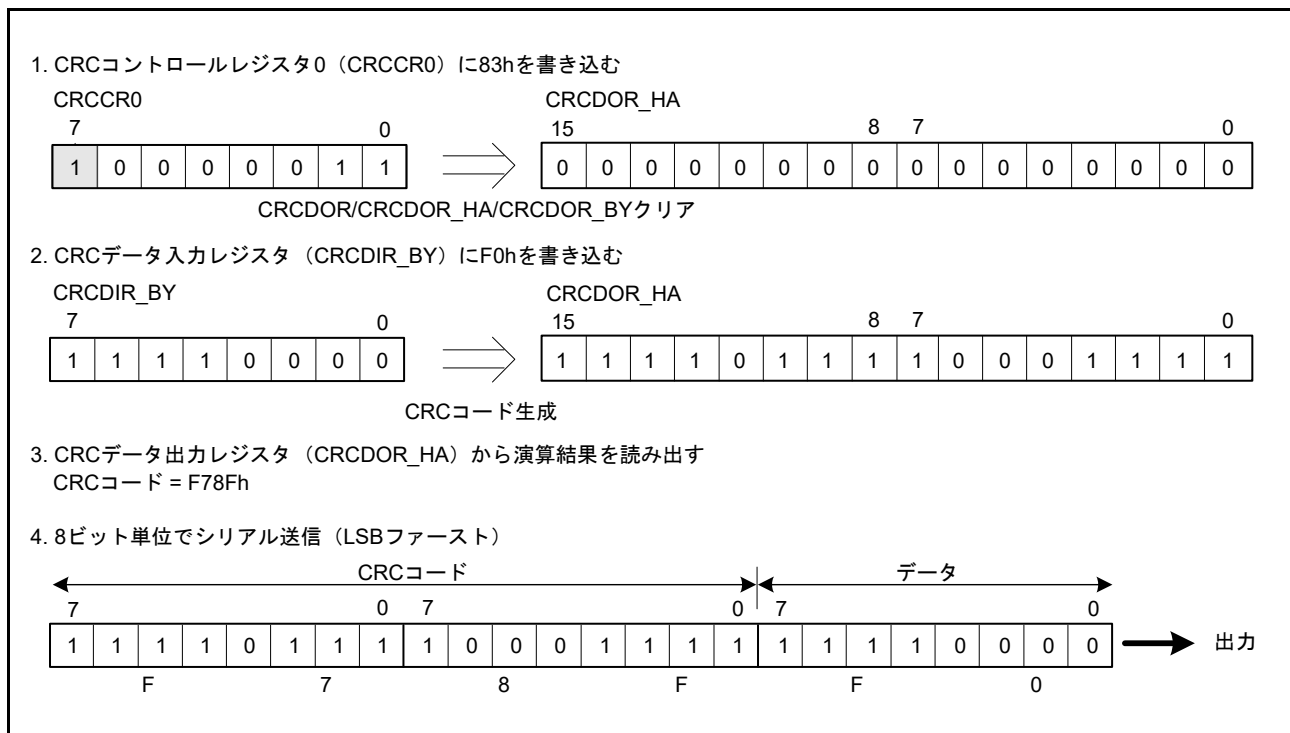 1. CRCコントロールレジスタ0（CRCCR0）に83hを書き込む
CRCCR0 CRCDOR_HA
7 0 15 8 7 0
1 0 0 0 0 0 1 1 0 0 0 0 0 0 0 0 0 0 0 0 0 0 0 0
CRCDOR/CRCDOR_HA/CRCDOR_BYクリア
2. CRCデータ入力レジスタ（CRCDIR_BY）にF0hを書き込む
CRCDIR_BY CRCDOR_HA
7 0 15 8 7 0
1 1 1 1 0 0 0 0 1 1 1 1 0 1 1 1 1 0 0 0 1 1 1 1
CRCコード生成
3. CRCデータ出力レジスタ（CRCDOR_HA）から演算結果を読み出す
CRCコード = F78Fh
4. 8ビット単位でシリアル送信（LSBファースト）
CRCコード データ
7 0 7 0 7 0
1 1 1 1 0 1 1 1 1 0 0 0 1 1 1 1 1 1 1 1 0 0 0 0 出力
F 7 8 F F 0